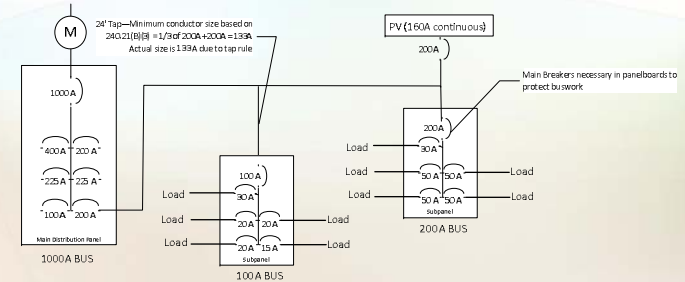 M
24' Tap—Minimum conductor size based on
240.21(B)(3) = 1/3 of 200A + 200A = 133A
Actual size is 133A due to tap rule
PV (160A continuous)
200A
Main Breakers necessary in panelboards to
protect buswork
1000A
400A 200A
225A 225A
100A 200A
Main Distribution Panel
1000A BUS
100A
Load 30A
Load 20A 20A Load
Load 20A 15A Load
Subpanel
100A BUS
200A
Load 30A
Load 50A 50A Load
Load 50A 50A Load
Subpanel
200A BUS